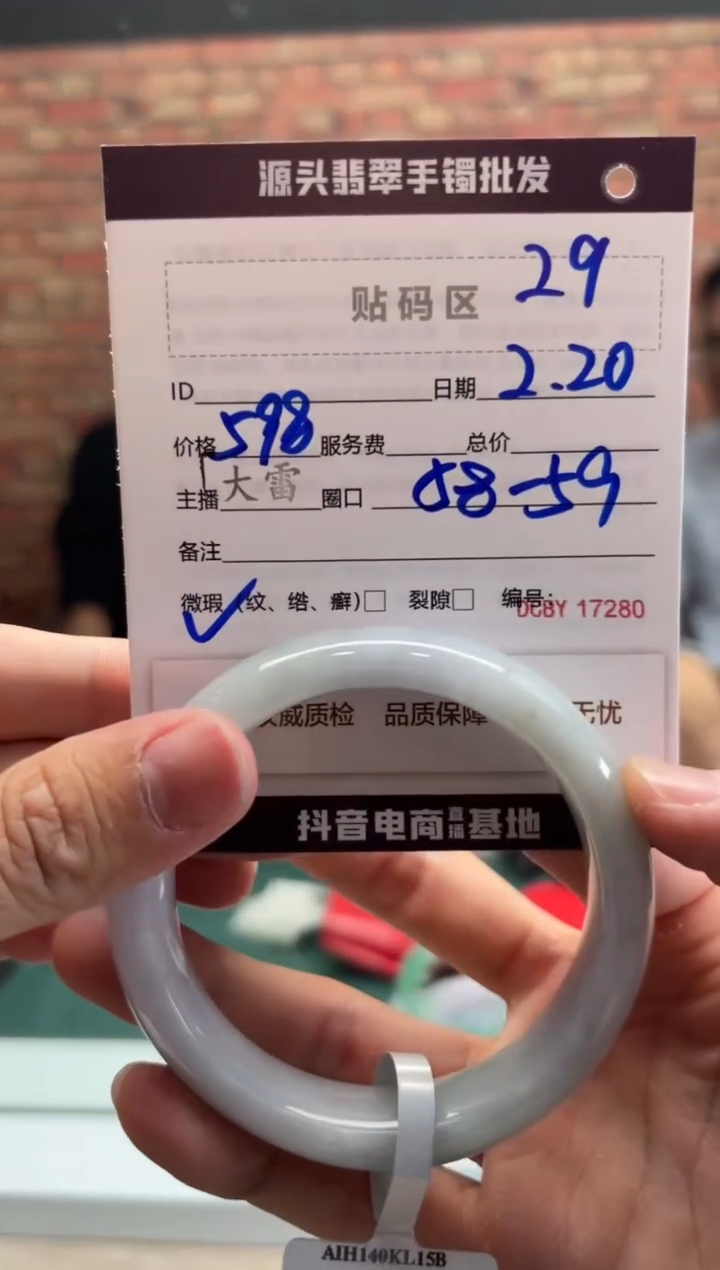 源头翡翠手镯批发
贴码区 29
ID 日期 2.20
价格 598 服务费 总价
主播 大雷 圈口 58-59
备注
微瑕 ✓ (纹、绺、癣)□ 裂隙□ 编号: DCBY 17280
威质检 品质保障 无忧
抖音电商直播基地
AIH140KL15B